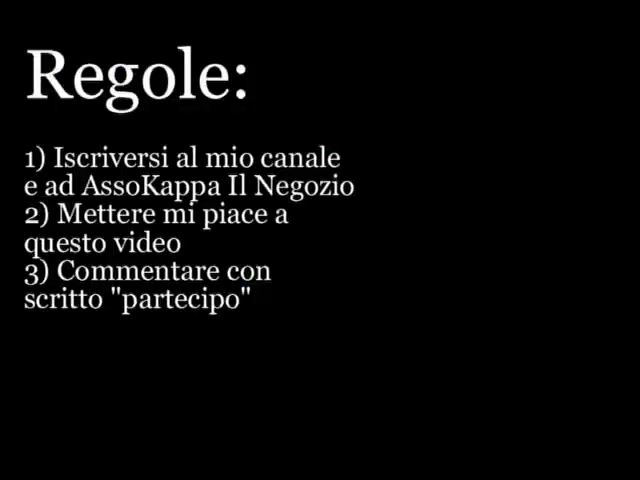 Regole:
1) Iscriversi al mio canale
e ad AssoKappa Il Negozio
2) Mettere mi piace a
questo video
3) Commentare con
scritto "partecipo"